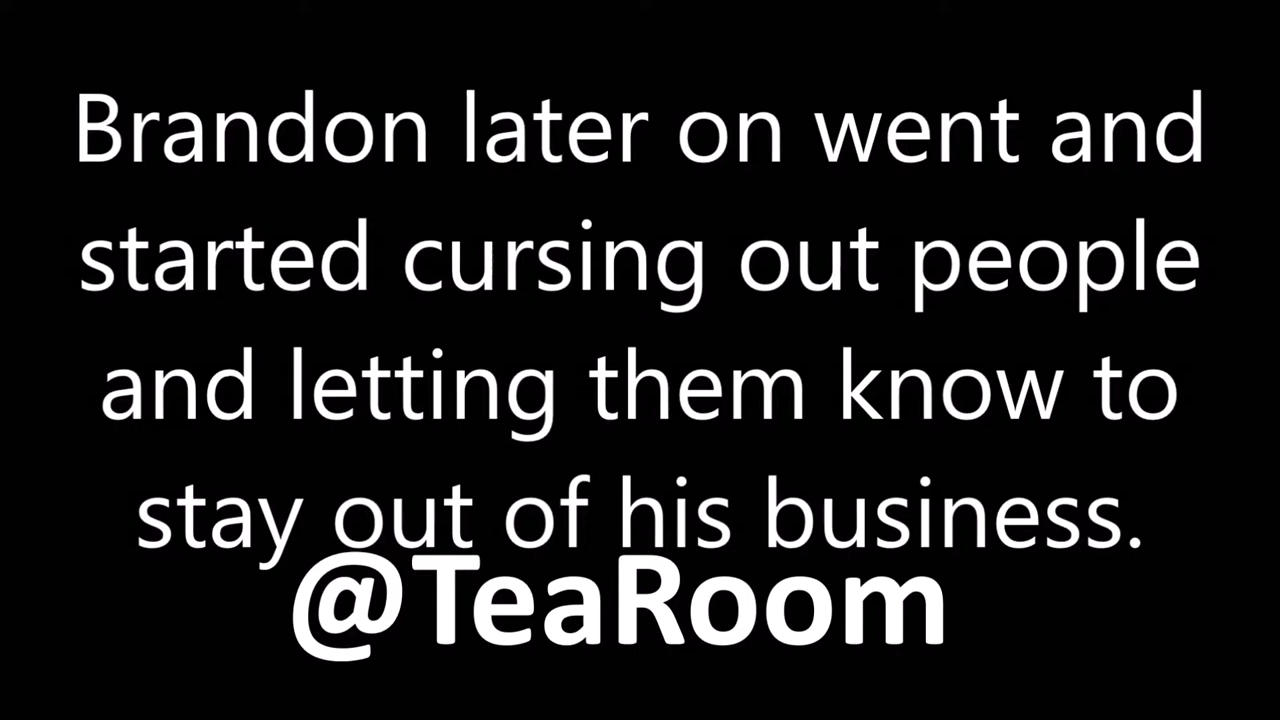 Brandon later on went and
started cursing out people
and letting them know to
stay out of his business.
@TeaRoom